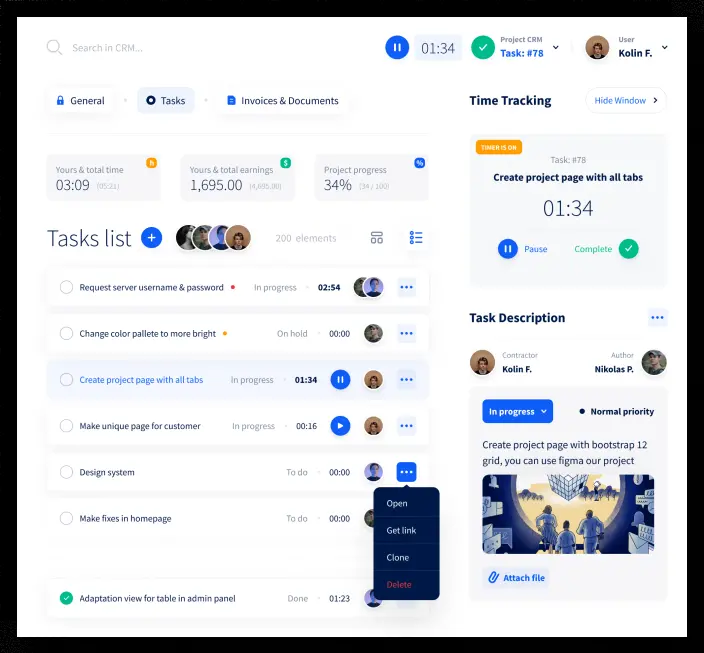 Search in CRM...
01:34
Project CRM
Task: #78
User
Kolin F.
General
Tasks
Invoices & Documents
Time Tracking
Hide Window
Yours & total time
h
03:09 (05:21)
Yours & total earnings
$
1,695.00 (4,695.00)
Project progress
%
34% (34 / 100)
TIMER IS ON
Task: #78
Create project page with all tabs
01:34
Pause
Complete
Tasks list
200 elements
Request server username & password In progress 02:54
Change color pallete to more bright On hold 00:00
Create project page with all tabs In progress 01:34
Make unique page for customer In progress 00:16
Design system To do 00:00
Make fixes in homepage To do 00:00
Adaptation view for table in admin panel Done 01:23
Open
Get link
Clone
Delete
Task Description
Contractor
Kolin F.
Author
Nikolas P.
In progress
Normal priority
Create project page with bootstrap 12
grid, you can use figma our project
Attach file